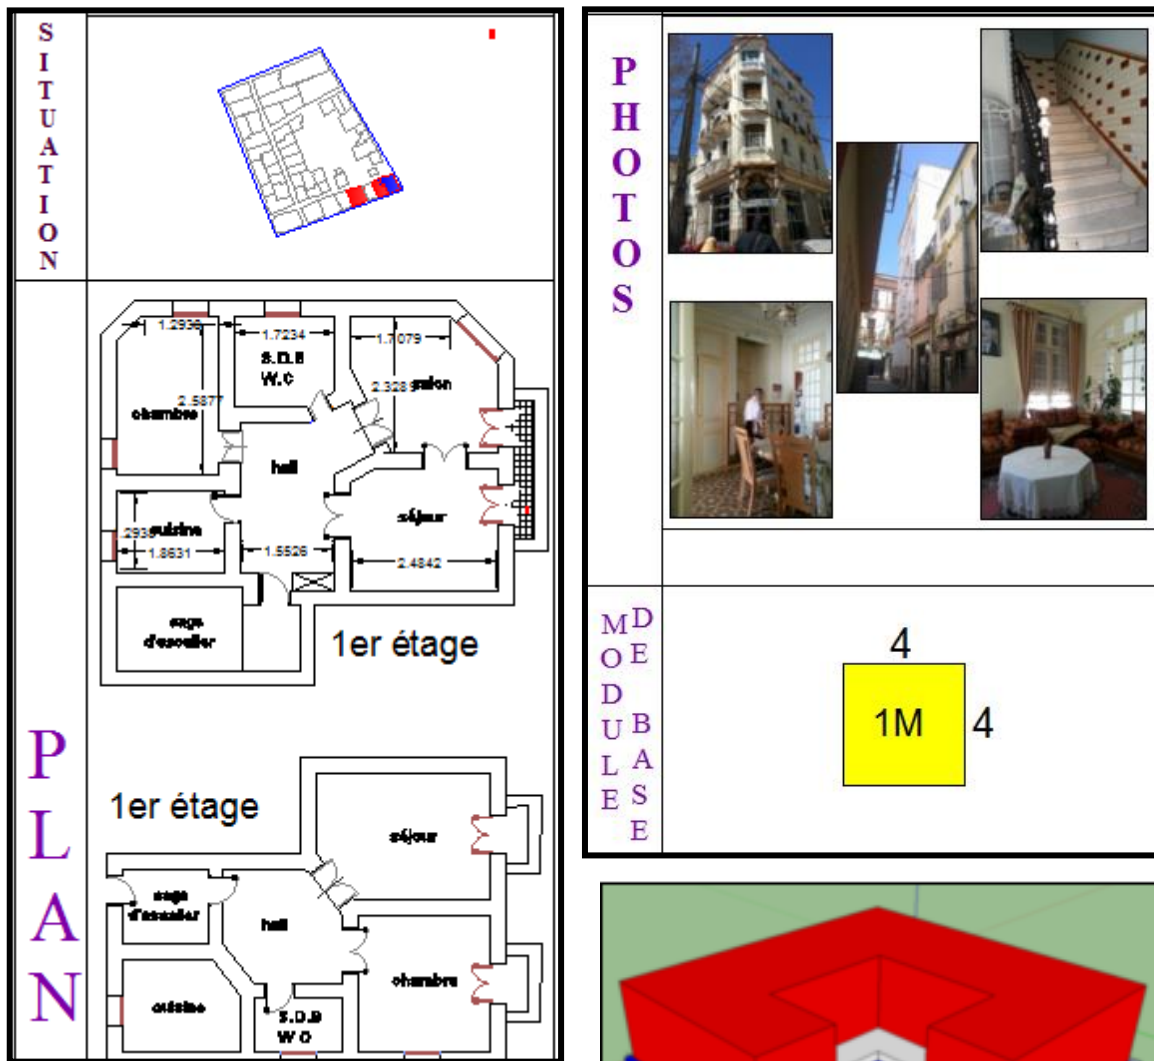 SITUATION
PLAN
1.2938
1.7234
1.7079
S.D.B
W.C
2.3289
salon
2.5877
chambre
hall
cuisine
séjour
1.8631
1.5526
2.4842
cage
d'escalier
1er étage
1er étage
séjour
cage
d'escalier
hall
chambre
cuisine
S.D.B
W C
PHOTOS
MODULE
DE BASE
4
1M
4